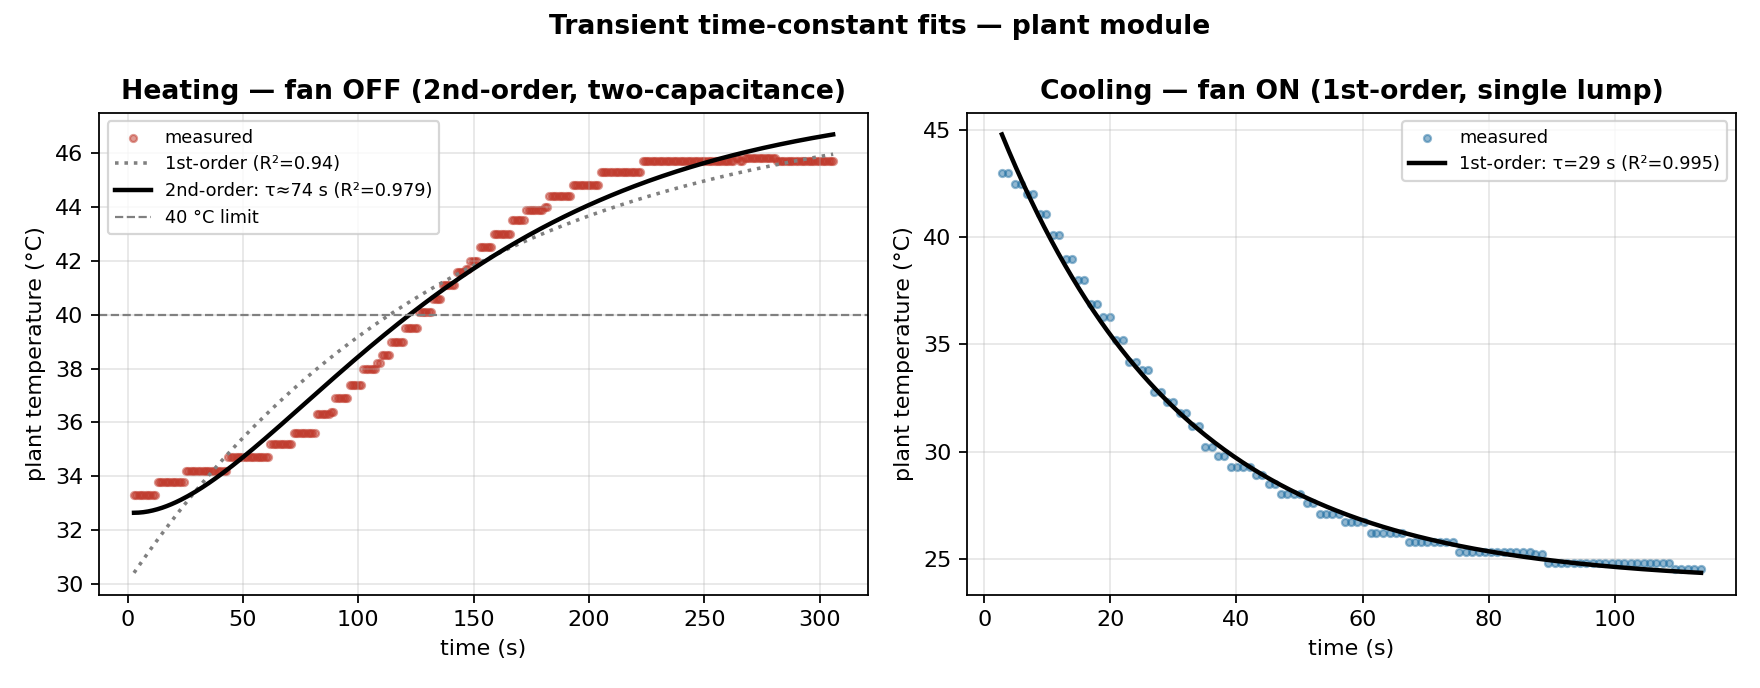 Transient time-constant fits — plant module
Heating — fan OFF (2nd-order, two-capacitance)
measured
1st-order (R²=0.94)
2nd-order: τ≈74 s (R²=0.979)
40 °C limit
plant temperature (°C)
46
44
42
40
38
36
34
32
30
0 50 100 150 200 250 300
time (s)
Cooling — fan ON (1st-order, single lump)
measured
1st-order: τ=29 s (R²=0.995)
plant temperature (°C)
45
40
35
30
25
0 20 40 60 80 100
time (s)